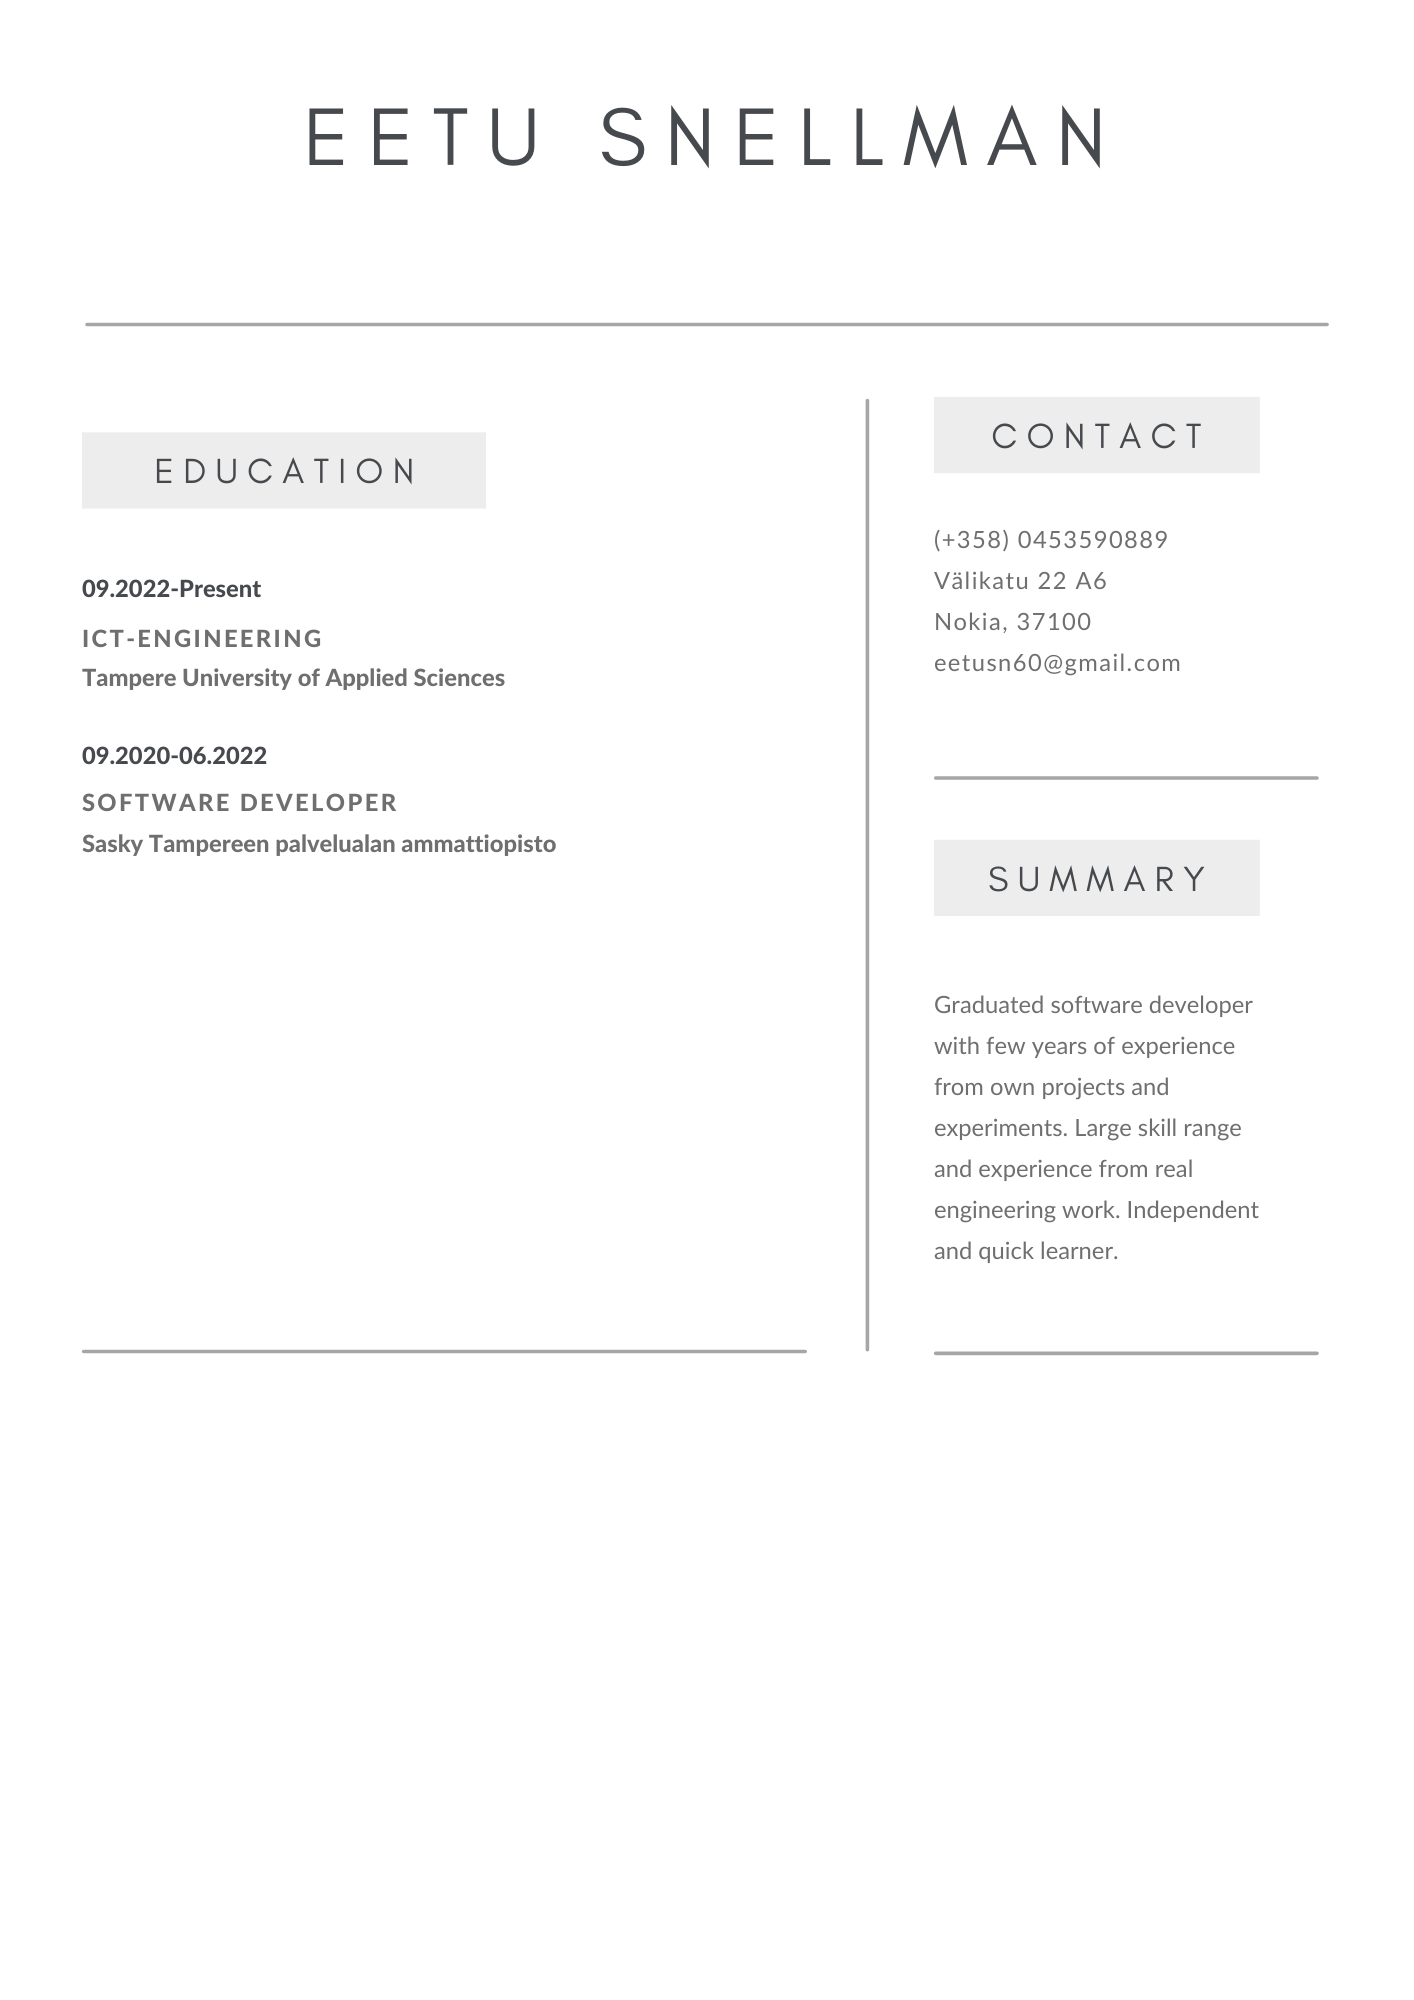 EETU SNELLMAN
EDUCATION
09.2022-Present
ICT-ENGINEERING
Tampere University of Applied Sciences
09.2020-06.2022
SOFTWARE DEVELOPER
Sasky Tampereen palvelualan ammattiopisto
CONTACT
(+358) 0453590889
Välikatu 22 A6
Nokia, 37100
eetusn60@gmail.com
SUMMARY
Graduated software developer
with few years of experience
from own projects and
experiments. Large skill range
and experience from real
engineering work. Independent
and quick learner.